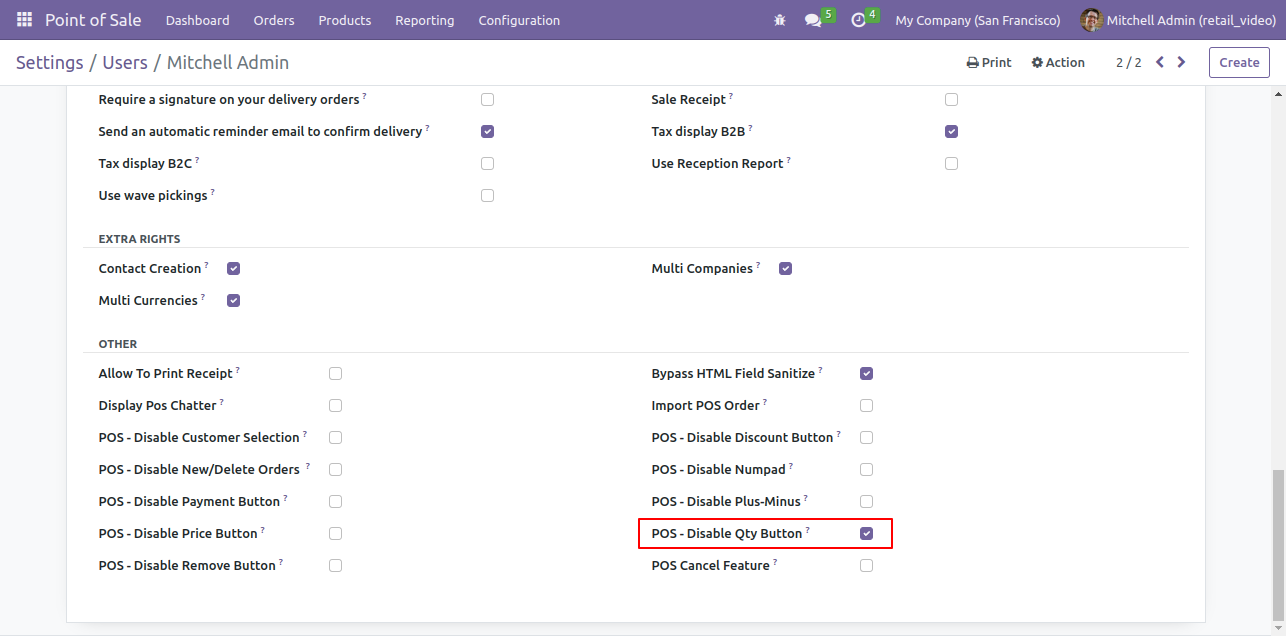 Point of Sale Dashboard Orders Products Reporting Configuration 5 4 My Company (San Francisco) Mitchell Admin (retail_video)
Settings / Users / Mitchell Admin Print Action 2 / 2 Create
Require a signature on your delivery orders ? Sale Receipt ?
Send an automatic reminder email to confirm delivery ? Tax display B2B ?
Tax display B2C ? Use Reception Report ?
Use wave pickings ?
EXTRA RIGHTS
Contact Creation ? Multi Companies ?
Multi Currencies ?
OTHER
Allow To Print Receipt ? Bypass HTML Field Sanitize ?
Display Pos Chatter ? Import POS Order ?
POS - Disable Customer Selection ? POS - Disable Discount Button ?
POS - Disable New/Delete Orders ? POS - Disable Numpad ?
POS - Disable Payment Button ? POS - Disable Plus-Minus ?
POS - Disable Price Button ? POS - Disable Qty Button ?
POS - Disable Remove Button ? POS Cancel Feature ?